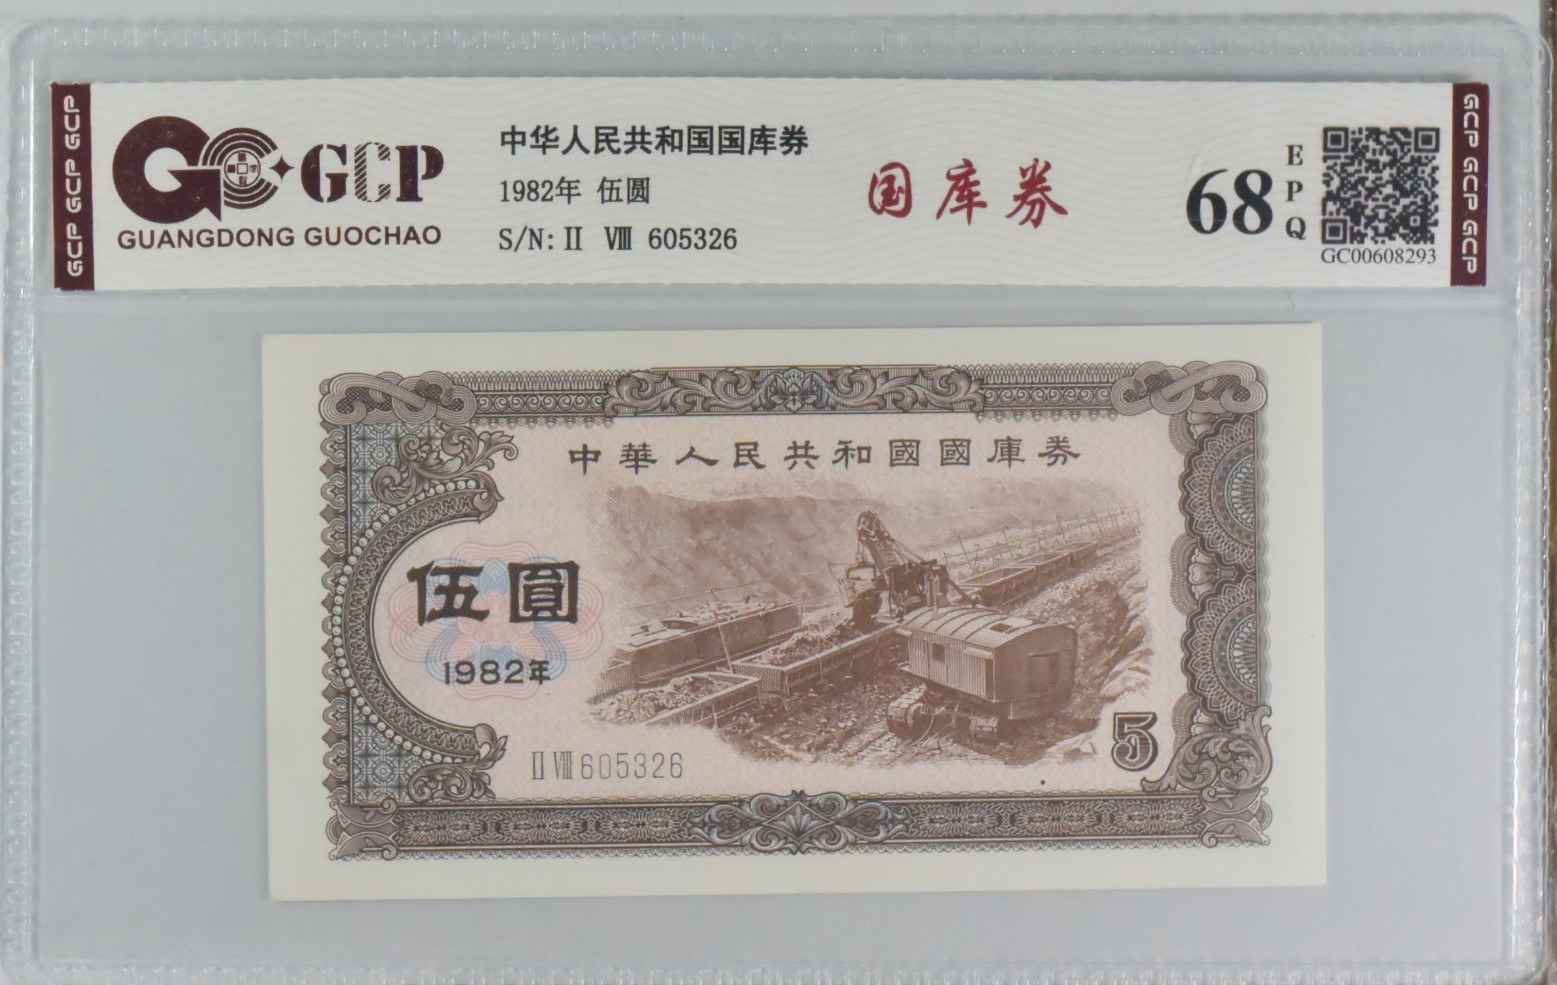 GCP GCP GCP
GCP
GUANGDONG GUOCHAO
中华人民共和国国库券
1982年 伍圆
S/N: II VIII 605326
国库券
68
EPQ
GC00608293
GCP GCP GCP
中華人民共和國國庫券
伍圓
1982年
II VIII 605326
5